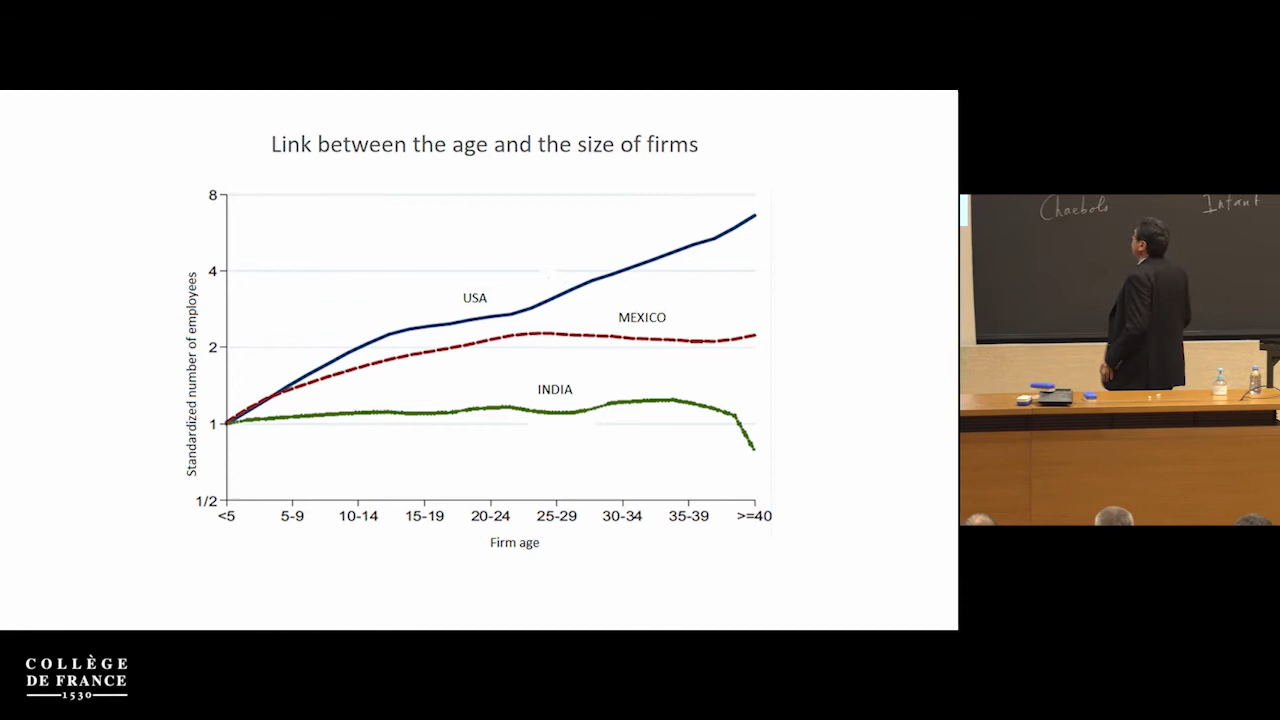 Link between the age and the size of firms
8
4
2
1
1/2
Standardized number of employees
USA
MEXICO
INDIA
<5 5-9 10-14 15-19 20-24 25-29 30-34 35-39 >=40
Firm age
Chaebols
Infant
COLLÈGE
DE FRANCE
1530